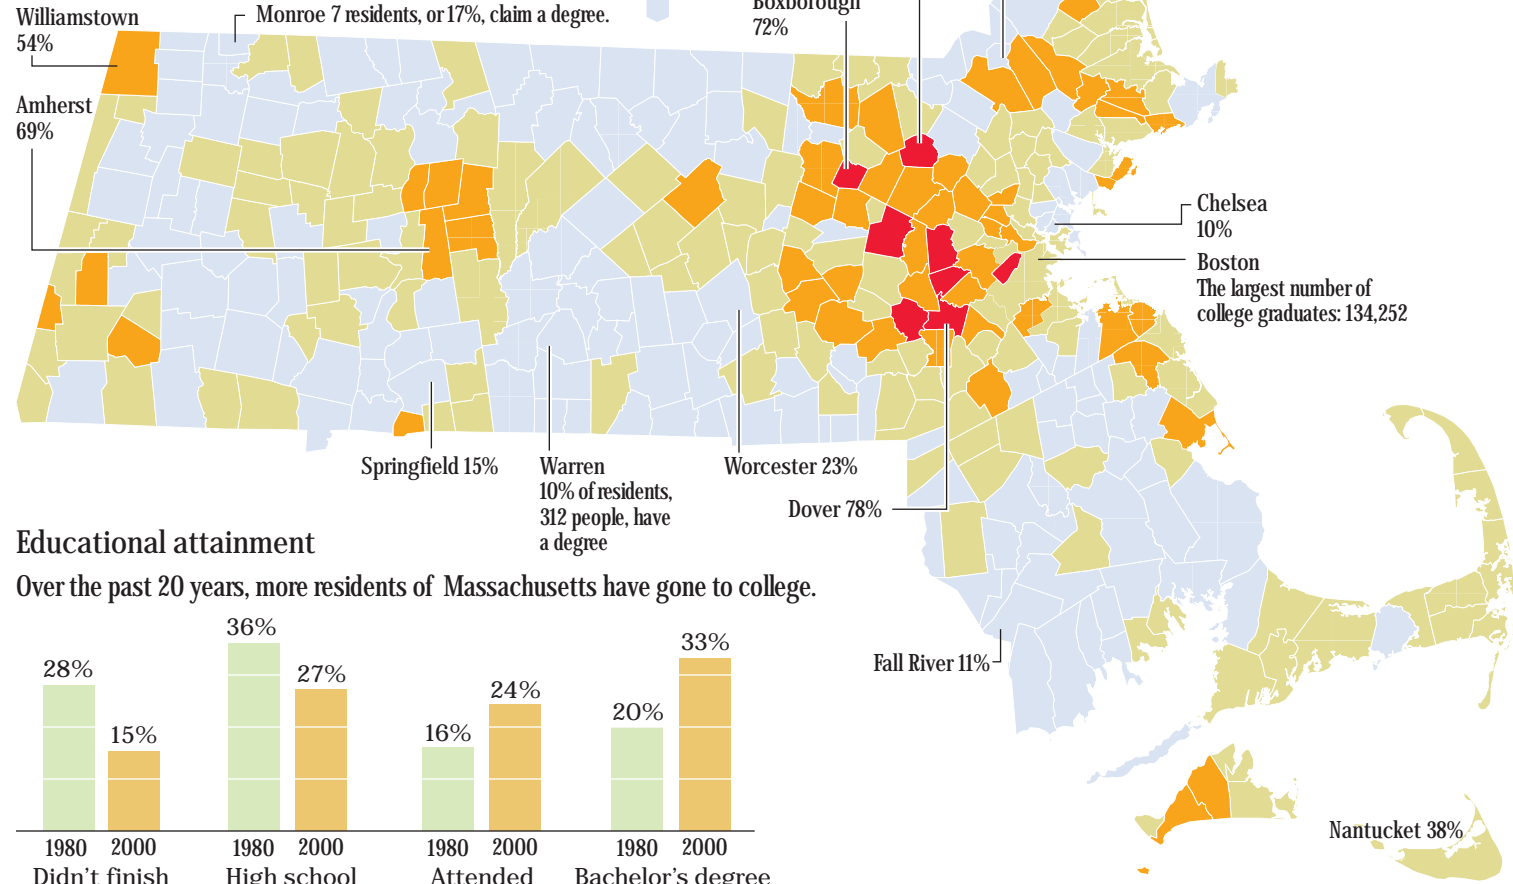 Williamstown
54%
Monroe 7 residents, or 17%, claim a degree.
Boxborough
72%
Amherst
69%
Chelsea
10%
Boston
The largest number of
college graduates: 134,252
Springfield 15%
Warren
10% of residents,
312 people, have
a degree
Worcester 23%
Dover 78%
Fall River 11%
Nantucket 38%
Educational attainment
Over the past 20 years, more residents of Massachusetts have gone to college.
28%
15%
36%
27%
16%
24%
20%
33%
1980 2000 1980 2000 1980 2000 1980 2000
Didn't finish High school Attended Bachelor's degree